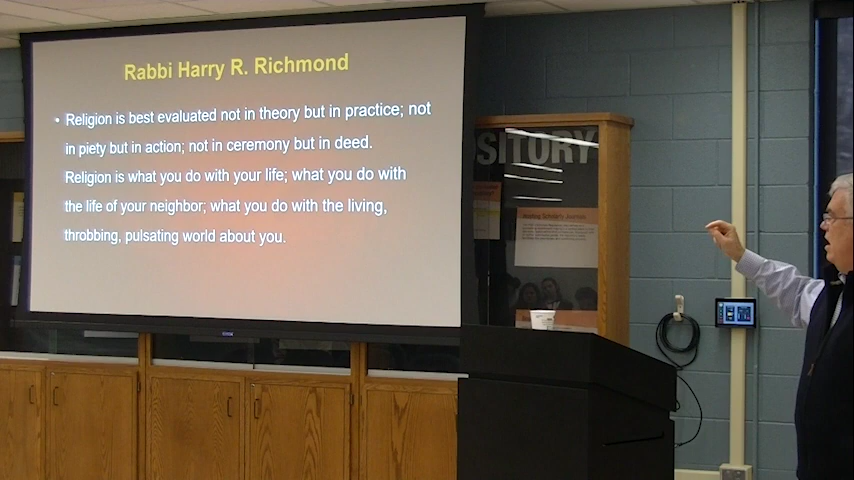 Rabbi Harry R. Richmond
• Religion is best evaluated not in theory but in practice; not
in piety but in action; not in ceremony but in deed.
Religion is what you do with your life; what you do with
the life of your neighbor; what you do with the living,
throbbing, pulsating world about you.
SITORY